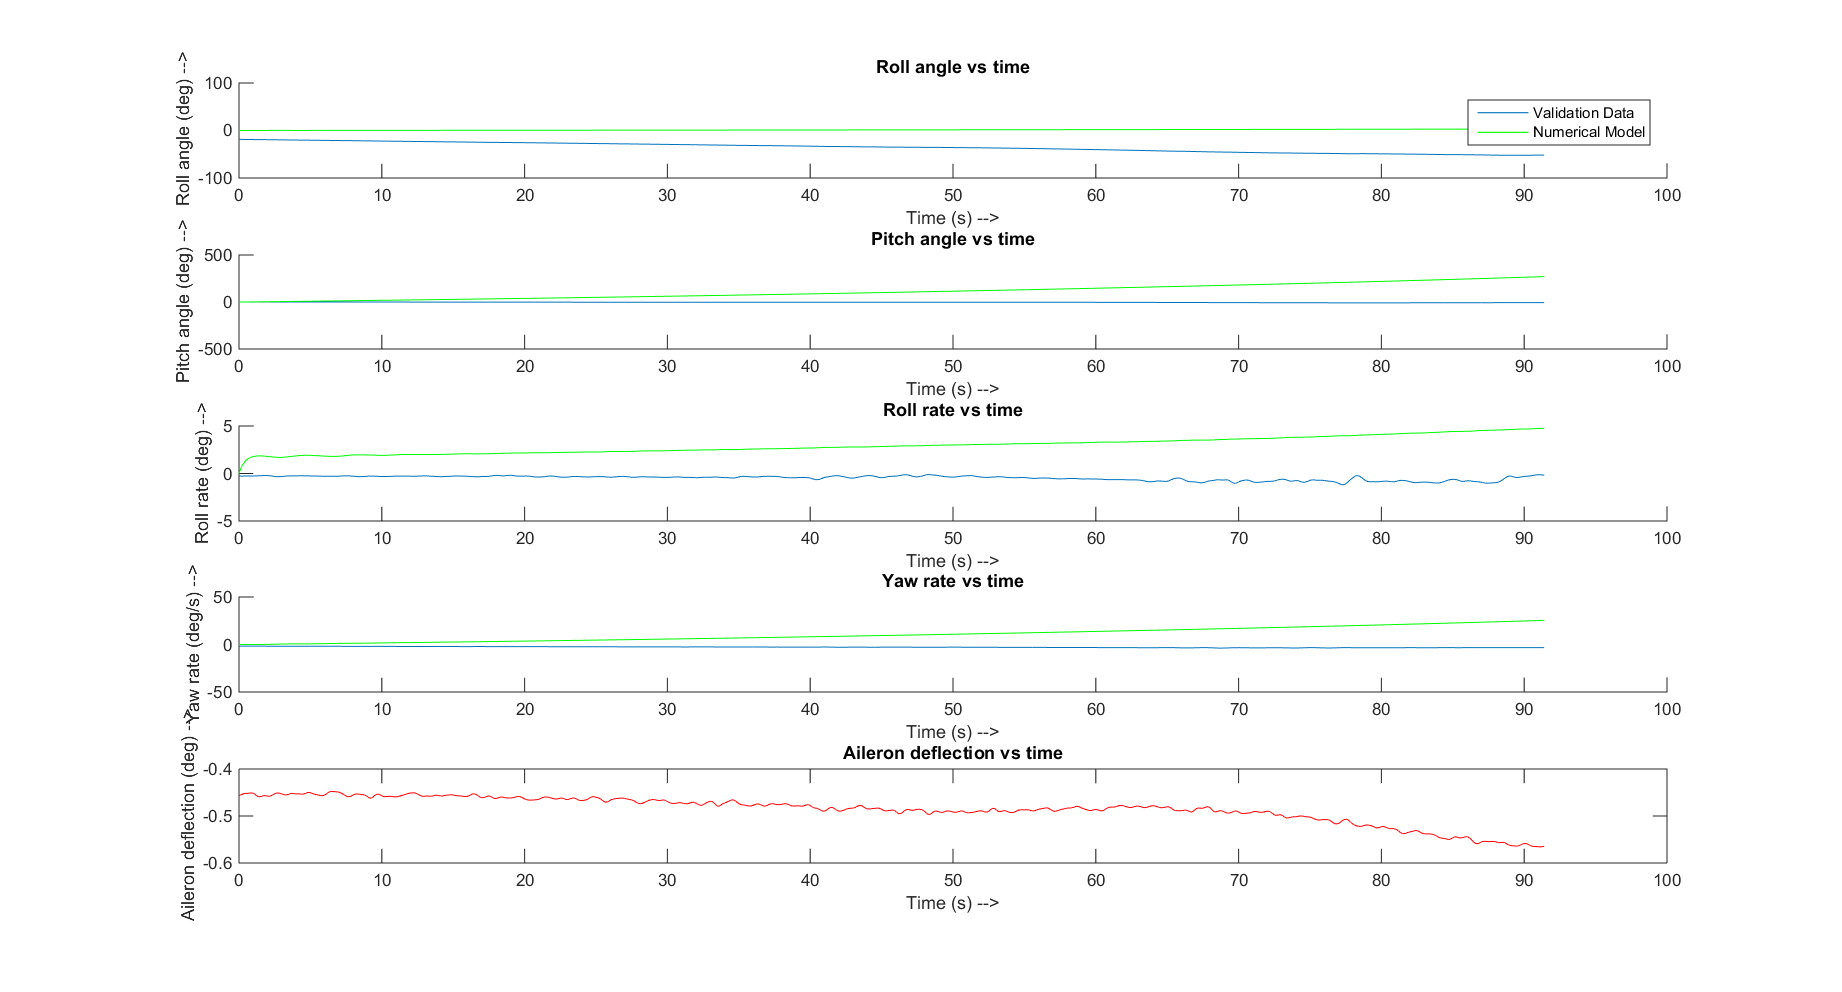 Roll angle vs time
Roll angle (deg) -->
100
0
-100
Validation Data
Numerical Model
0 10 20 30 40 50 60 70 80 90 100
Time (s) -->
Pitch angle vs time
Pitch angle (deg) -->
500
0
-500
0 10 20 30 40 50 60 70 80 90 100
Time (s) -->
Roll rate vs time
Roll rate (deg) -->
5
0
-5
0 10 20 30 40 50 60 70 80 90 100
Time (s) -->
Yaw rate vs time
Yaw rate (deg/s) -->
50
0
-50
0 10 20 30 40 50 60 70 80 90 100
Time (s) -->
Aileron deflection vs time
Aileron deflection (deg) -->
-0.4
-0.5
-0.6
0 10 20 30 40 50 60 70 80 90 100
Time (s) -->